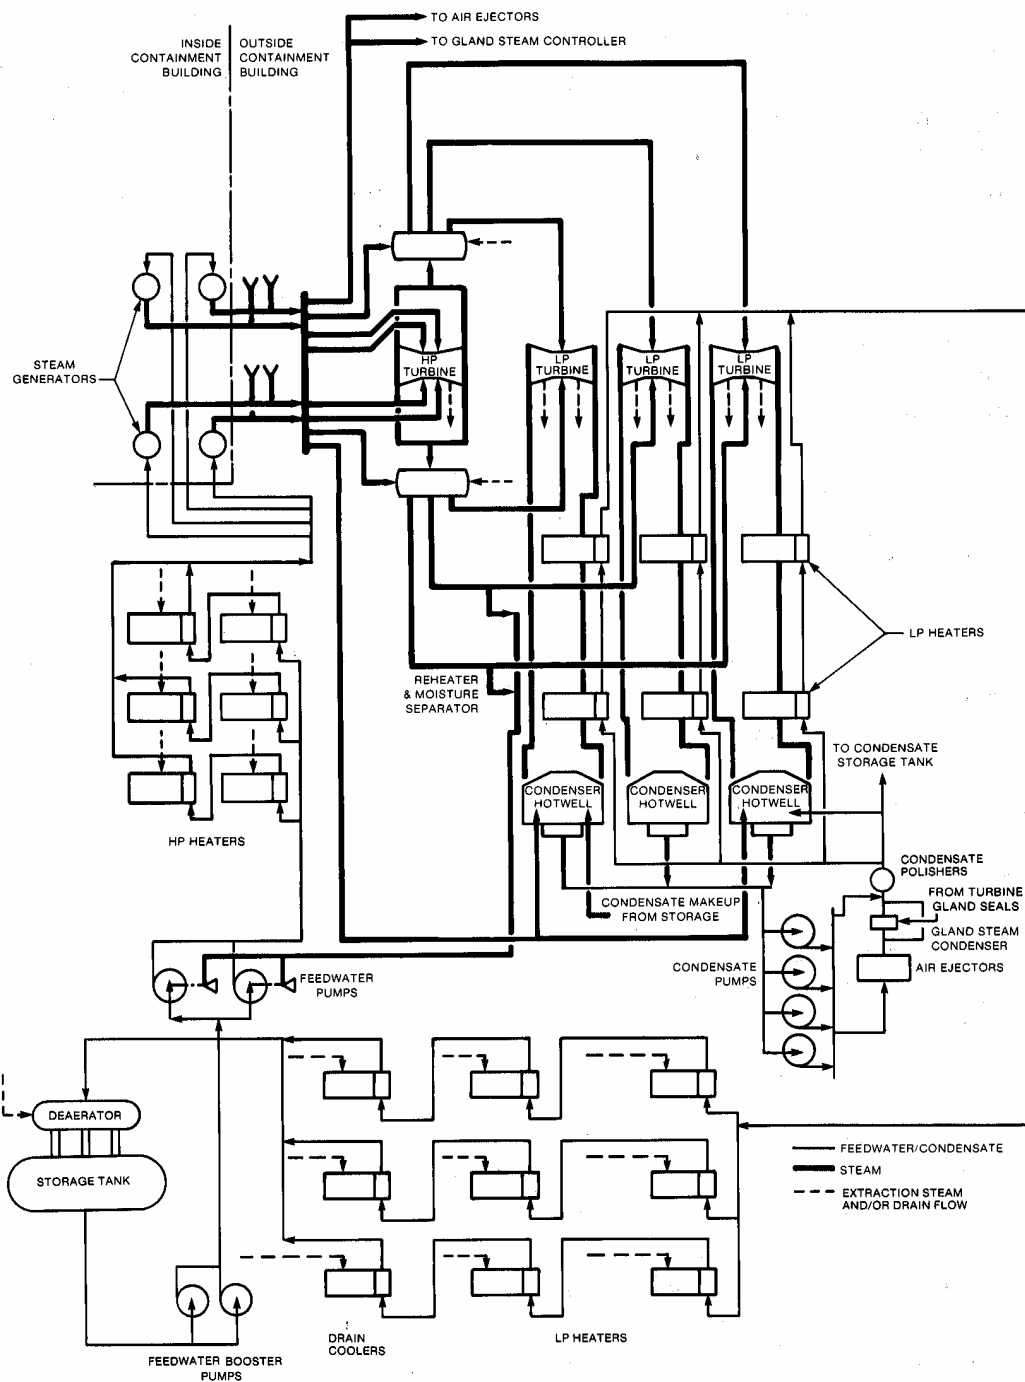 TO AIR EJECTORS
TO GLAND STEAM CONTROLLER
INSIDE
CONTAINMENT
BUILDING
OUTSIDE
CONTAINMENT
BUILDING
STEAM
GENERATORS
HP
TURBINE
LP
TURBINE
LP
TURBINE
LP
TURBINE
LP HEATERS
REHEATER
& MOISTURE
SEPARATOR
TO CONDENSATE
STORAGE TANK
CONDENSER
HOTWELL
CONDENSER
HOTWELL
CONDENSER
HOTWELL
HP HEATERS
CONDENSATE
POLISHERS
FROM TURBINE
GLAND SEALS
GLAND STEAM
CONDENSER
CONDENSATE MAKEUP
FROM STORAGE
CONDENSATE
PUMPS
AIR EJECTORS
FEEDWATER
PUMPS
DEAERATOR
STORAGE TANK
FEEDWATER/CONDENSATE
STEAM
EXTRACTION STEAM
AND/OR DRAIN FLOW
DRAIN
COOLERS
LP HEATERS
FEEDWATER BOOSTER
PUMPS